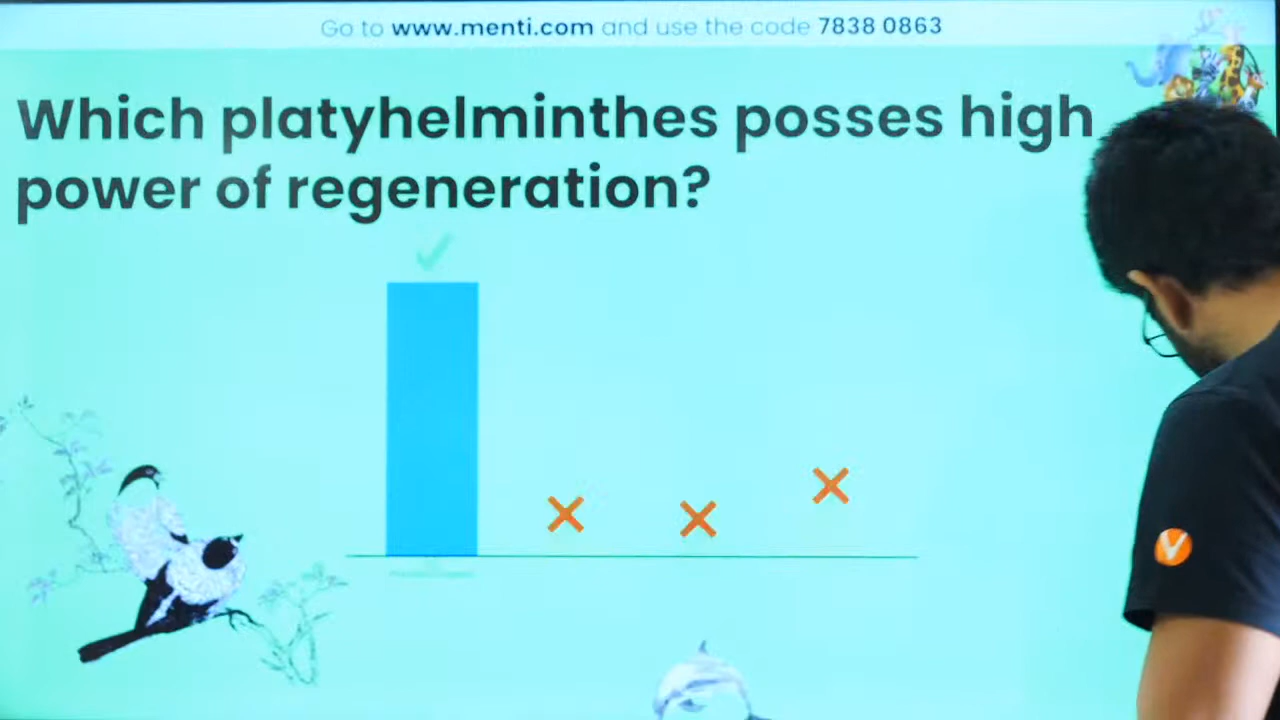 Go to www.menti.com and use the code 7838 0863
Which platyhelminthes posses high
power of regeneration?
V